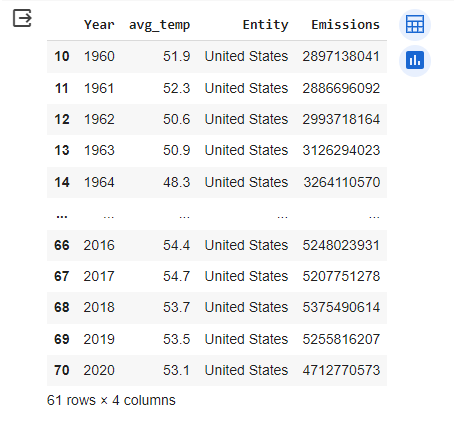 Year avg_temp Entity Emissions
10 1960 51.9 United States 2897138041
11 1961 52.3 United States 2886696092
12 1962 50.6 United States 2993718164
13 1963 50.9 United States 3126294023
14 1964 48.3 United States 3264110570
... ... ... ... ...
66 2016 54.4 United States 5248023931
67 2017 54.7 United States 5207751278
68 2018 53.7 United States 5375490614
69 2019 53.5 United States 5255816207
70 2020 53.1 United States 4712770573
61 rows × 4 columns